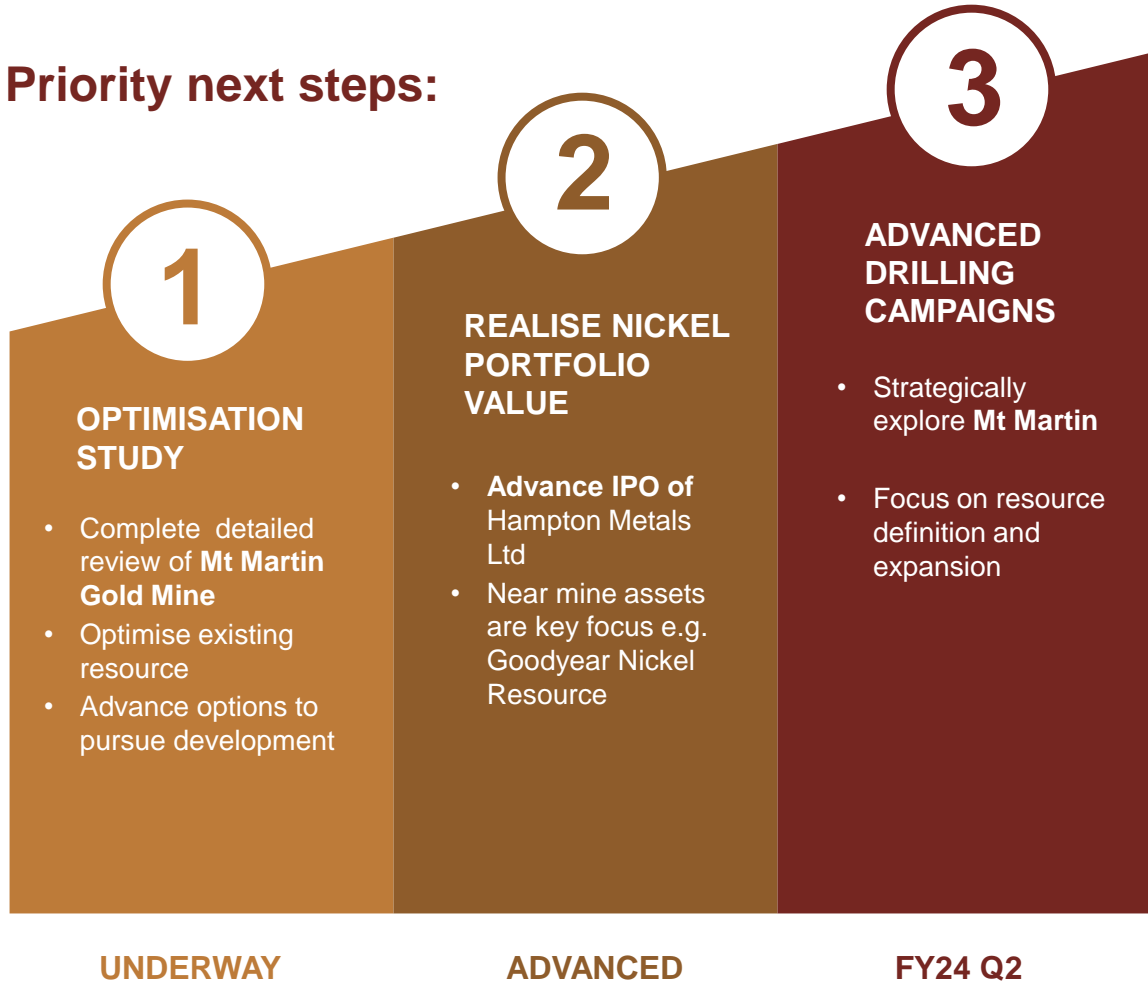 Priority next steps:
1
OPTIMISATION
STUDY
• Complete detailed
review of Mt Martin
Gold Mine
• Optimise existing
resource
• Advance options to
pursue development
UNDERWAY
2
REALISE NICKEL
PORTFOLIO
VALUE
• Advance IPO of
Hampton Metals
Ltd
• Near mine assets
are key focus e.g.
Goodyear Nickel
Resource
ADVANCED
3
ADVANCED
DRILLING
CAMPAIGNS
• Strategically
explore Mt Martin
• Focus on resource
definition and
expansion
FY24 Q2